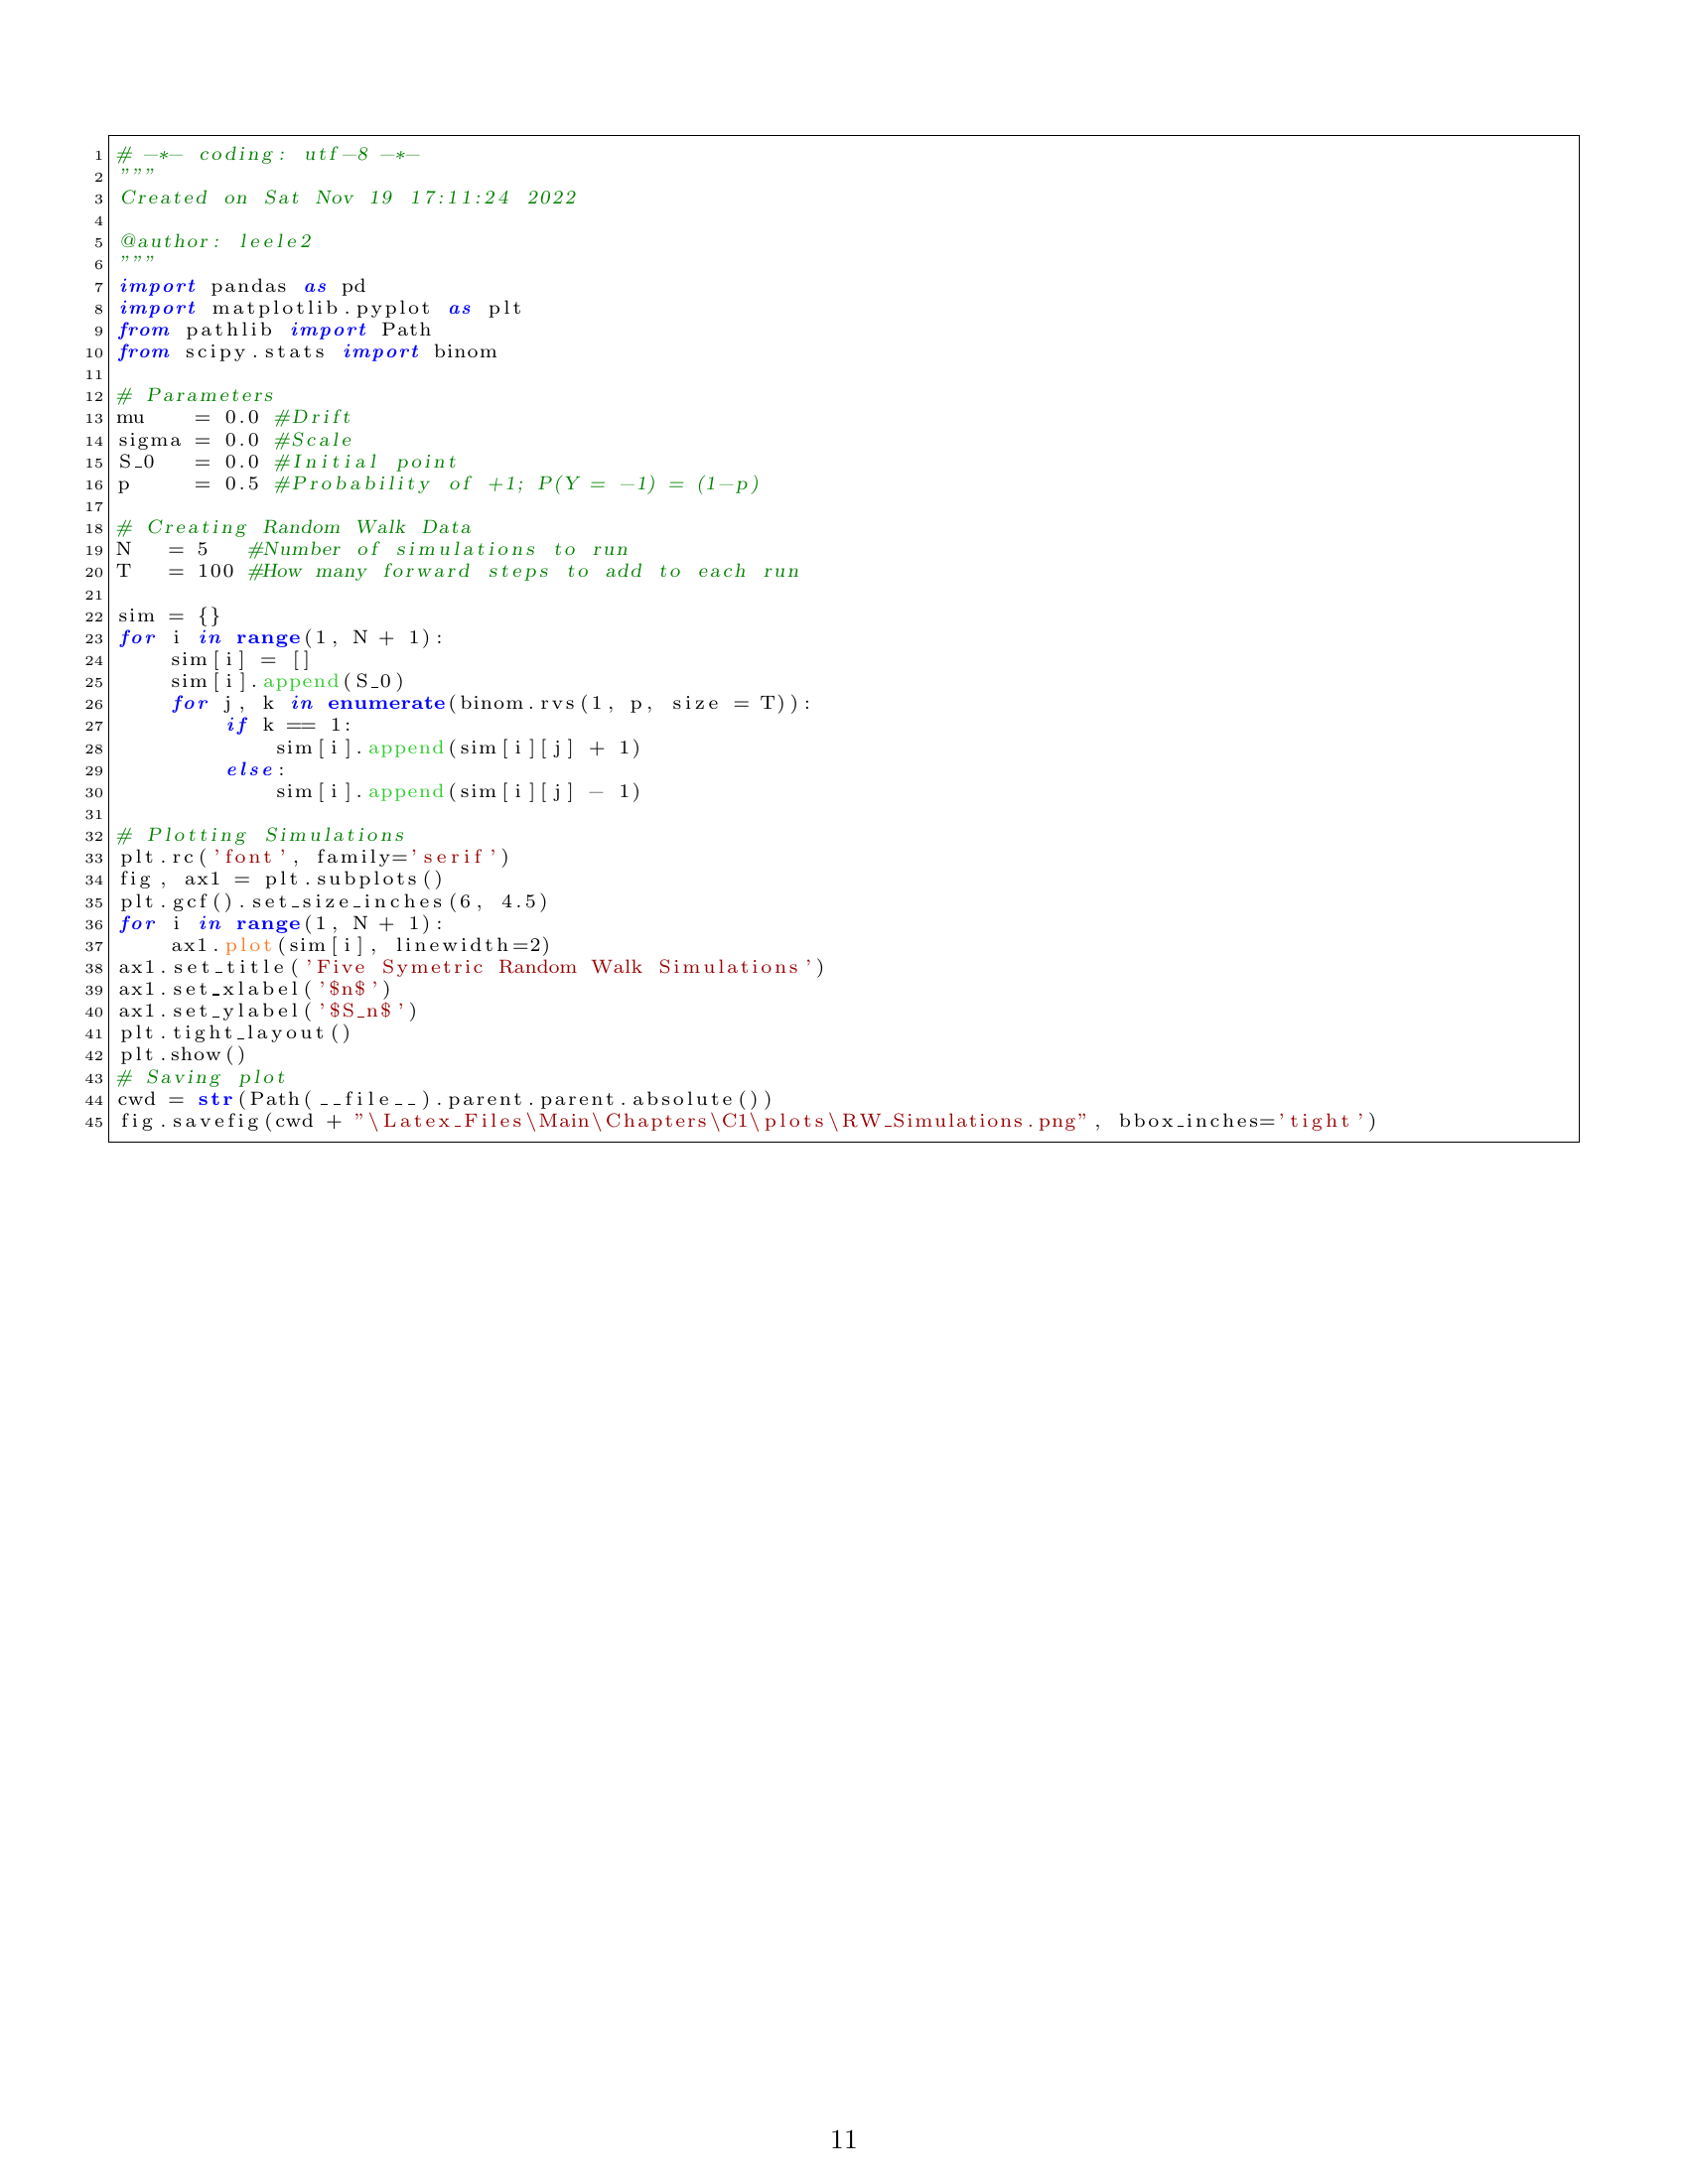 1 # -*- coding: utf-8 -*-
2 """
3 Created on Sat Nov 19 17:11:24 2022
4
5 @author: leele2
6 """
7 import pandas as pd
8 import matplotlib.pyplot as plt
9 from pathlib import Path
10 from scipy.stats import binom
11
12 # Parameters
13 mu    = 0.0 #Drift
14 sigma = 0.0 #Scale
15 S_0   = 0.0 #Initial point
16 p     = 0.5 #Probability of +1; P(Y = -1) = (1-p)
17
18 # Creating Random Walk Data
19 N   = 5   #Number of simulations to run
20 T   = 100 #How many forward steps to add to each run
21
22 sim = {}
23 for i in range(1, N + 1):
24     sim[i] = []
25     sim[i].append(S_0)
26     for j, k in enumerate(binom.rvs(1, p, size = T)):
27         if k == 1:
28             sim[i].append(sim[i][j] + 1)
29         else:
30             sim[i].append(sim[i][j] - 1)
31
32 # Plotting Simulations
33 plt.rc('font', family='serif')
34 fig, ax1 = plt.subplots()
35 plt.gcf().set_size_inches(6, 4.5)
36 for i in range(1, N + 1):
37     ax1.plot(sim[i], linewidth=2)
38 ax1.set_title('Five Symetric Random Walk Simulations')
39 ax1.set_xlabel('$n$')
40 ax1.set_ylabel('$S_n$')
41 plt.tight_layout()
42 plt.show()
43 # Saving plot
44 cwd = str(Path(__file__).parent.parent.absolute())
45 fig.savefig(cwd + "\Latex_Files\Main\Chapters\C1\plots\RW_Simulations.png", bbox_inches='tight')
11